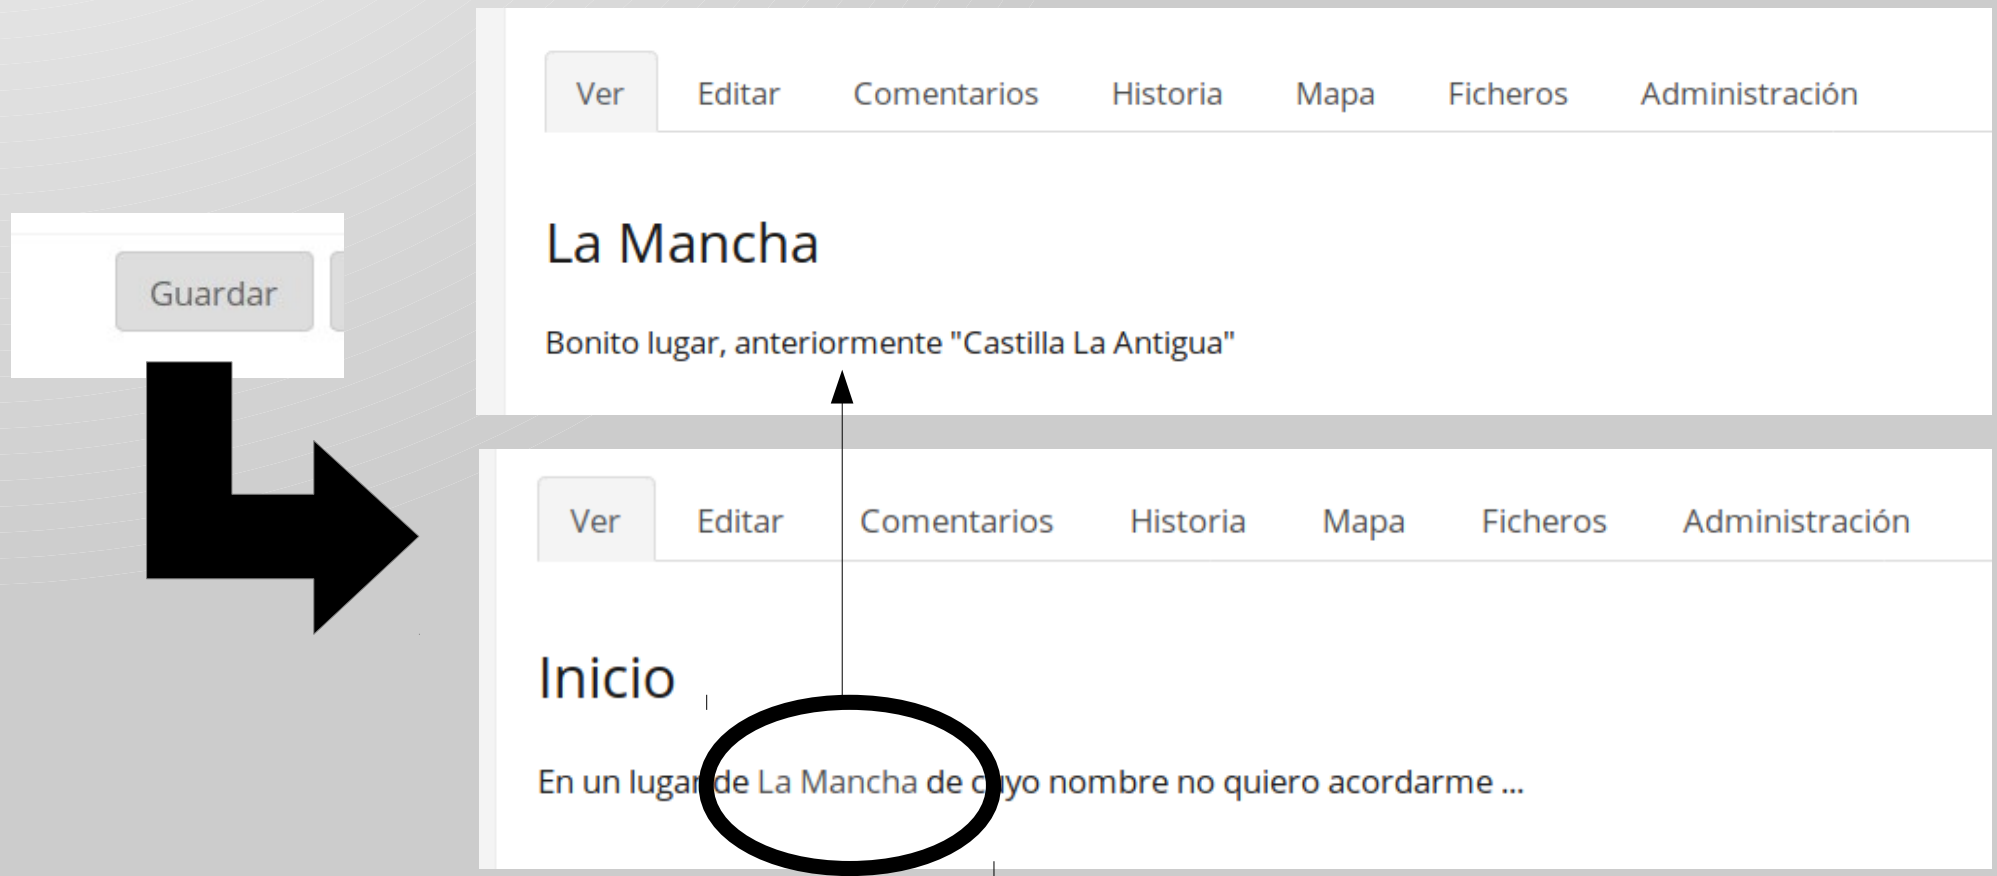 Ver Editar Comentarios Historia Mapa Ficheros Administración
La Mancha
Bonito lugar, anteriormente "Castilla La Antigua"
Guardar
Ver Editar Comentarios Historia Mapa Ficheros Administración
Inicio
En un lugar de La Mancha de cuyo nombre no quiero acordarme ...